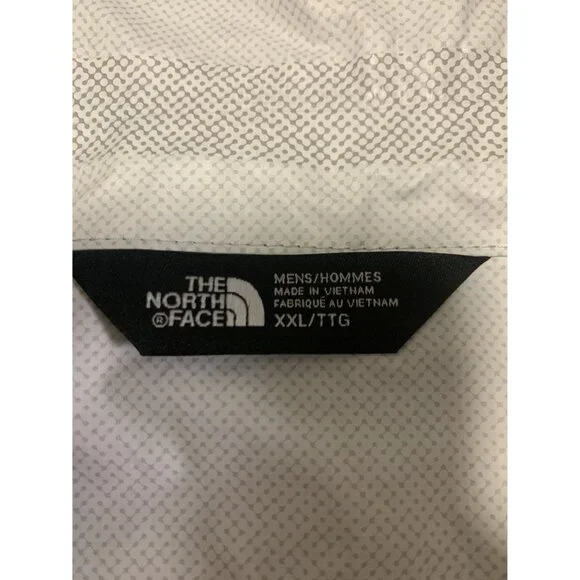 THE
NORTH
®FACE
MENS/HOMMES
MADE IN VIETNAM
FABRIQUÉ AU VIETNAM
XXL/TTG